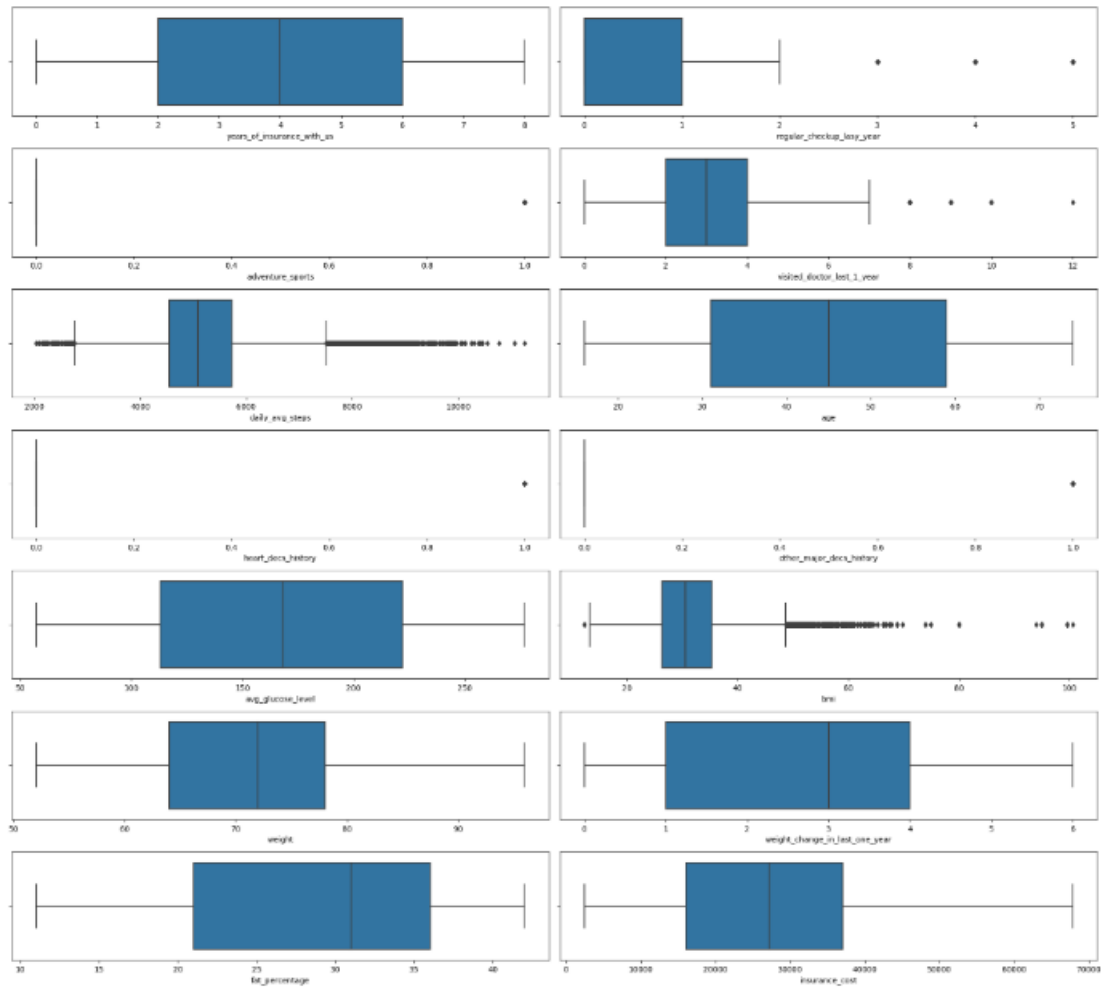 0 1 2 3 4 5 6 7 8
years_of_insurance_with_us
0 1 2 3 4 5
regular_checkup_lasy_year
0.0 0.2 0.4 0.6 0.8 1.0
adventure_sports
0 2 4 6 8 10 12
visited_doctor_last_1_year
2000 4000 6000 8000 10000
daily_avg_steps
20 30 40 50 60 70
age
0.0 0.2 0.4 0.6 0.8 1.0
heart_decs_history
0.0 0.2 0.4 0.6 0.8 1.0
other_major_decs_history
50 100 150 200 250
avg_glucose_level
20 40 60 80 100
bmi
50 60 70 80 90
weight
0 1 2 3 4 5 6
weight_change_in_last_one_year
10 15 20 25 30 35 40
fat_percentage
0 10000 20000 30000 40000 50000 60000 70000
insurance_cost